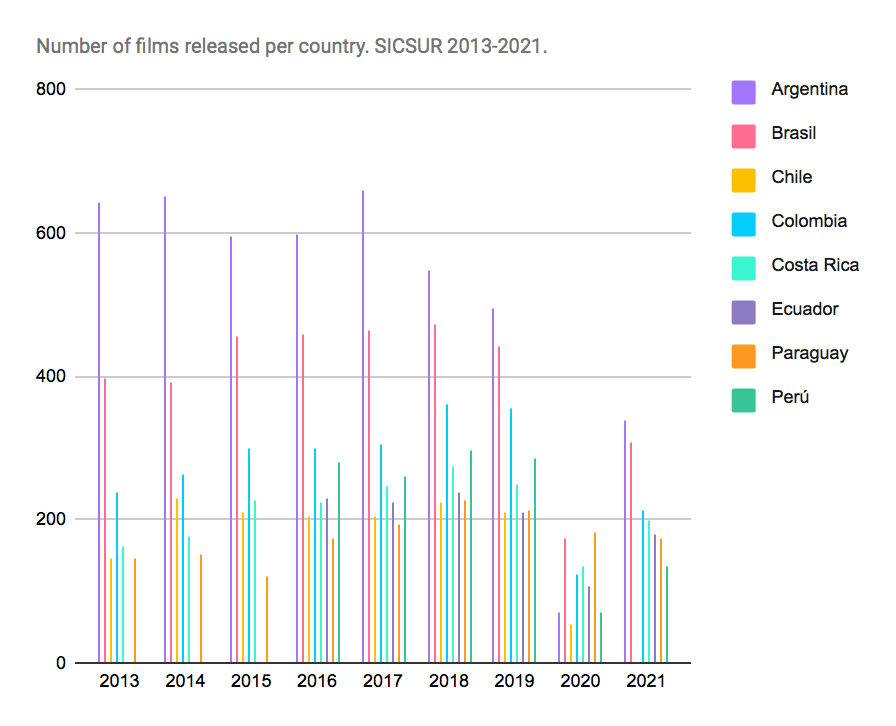 Number of films released per country. SICSUR 2013-2021.
800
600
400
200
0
2013 2014 2015 2016 2017 2018 2019 2020 2021
Argentina
Brasil
Chile
Colombia
Costa Rica
Ecuador
Paraguay
Perú